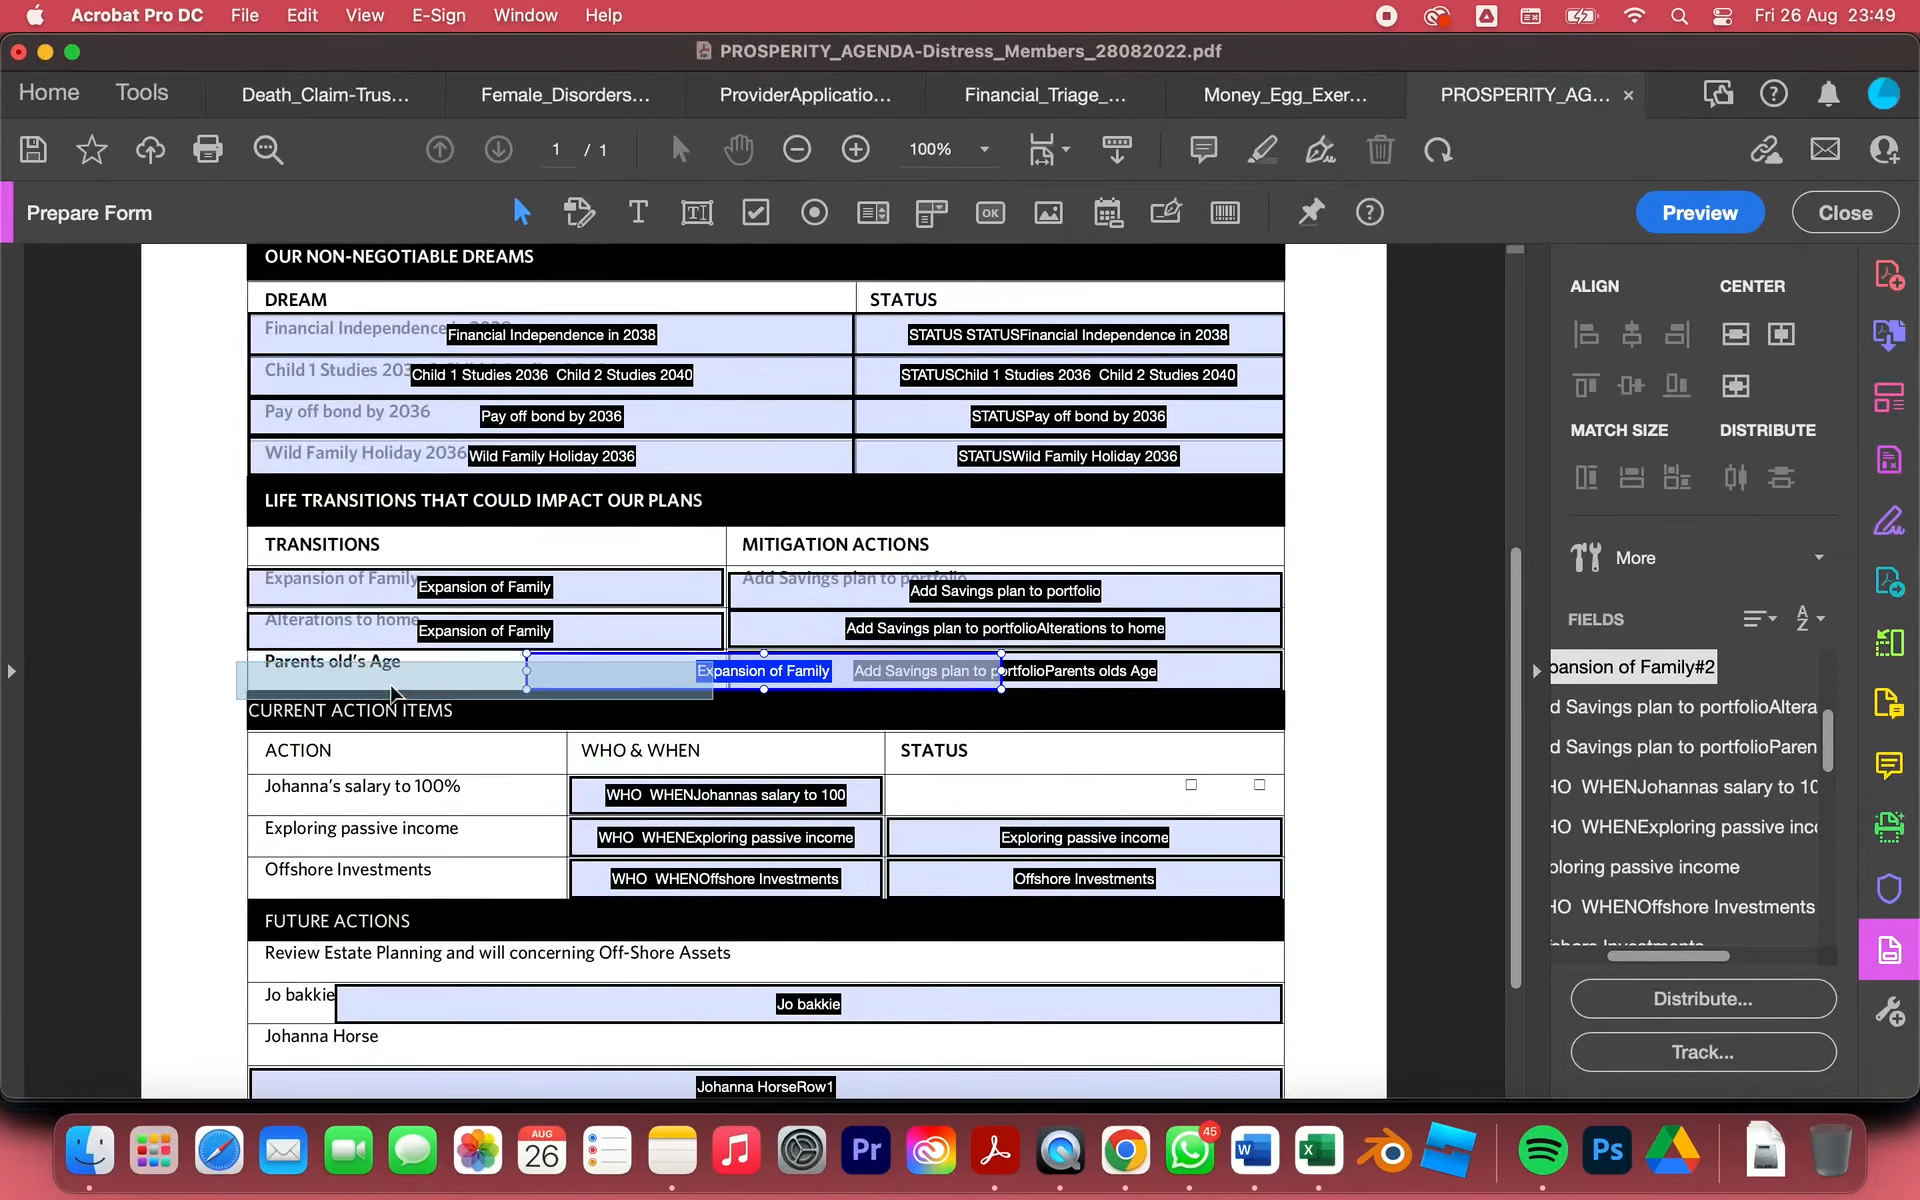 Acrobat Pro DC File Edit View E-Sign Window Help Fri 26 Aug 23:49
PROSPERITY_AGENDA-Distress_Members_28082022.pdf
Home Tools Death_Claim-Trus... Female_Disorders... ProviderApplicatio... Financial_Triage_... Money_Egg_Exer... PROSPERITY_AG... ×
1 / 1 100%
Prepare Form OK Preview Close
OUR NON-NEGOTIABLE DREAMS
DREAM STATUS
Financial Independence Financial Independence in 2038 STATUS STATUSFinancial Independence in 2038
Child 1 Studies 203 Child 1 Studies 2036 Child 2 Studies 2040 STATUSChild 1 Studies 2036 Child 2 Studies 2040
Pay off bond by 2036 Pay off bond by 2036 STATUSPay off bond by 2036
Wild Family Holiday 2036 Wild Family Holiday 2036 STATUSWild Family Holiday 2036
LIFE TRANSITIONS THAT COULD IMPACT OUR PLANS
TRANSITIONS MITIGATION ACTIONS
Expansion of Family Expansion of Family Add Savings plan to portfolio Add Savings plan to portfolio
Alterations to home Expansion of Family Add Savings plan to portfolioAlterations to home
Parents old's Age Expansion of Family Add Savings plan to portfolioParents olds Age
CURRENT ACTION ITEMS
ACTION WHO & WHEN STATUS
Johanna's salary to 100% WHO WHENJohannas salary to 100
Exploring passive income WHO WHENExploring passive income Exploring passive income
Offshore Investments WHO WHENOffshore Investments Offshore Investments
FUTURE ACTIONS
Review Estate Planning and will concerning Off-Shore Assets
Jo bakkie Jo bakkie
Johanna Horse
Johanna HorseRow1
ALIGN CENTER
MATCH SIZE DISTRIBUTE
More
FIELDS
pansion of Family#2
d Savings plan to portfolioAltera
d Savings plan to portfolioParen
HO WHENJohannas salary to 10
HO WHENExploring passive inc
ploring passive income
HO WHENOffshore Investments
Distribute...
Track...
AUG
26
Pr
45
W
X
Ps